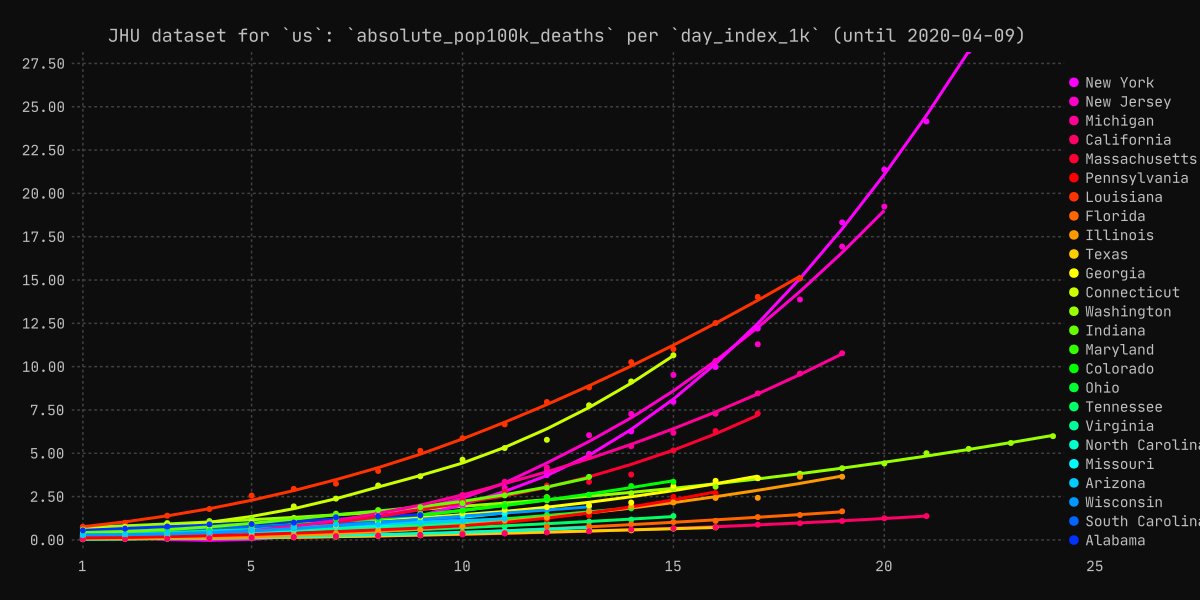 JHU dataset for `us`: `absolute_pop100k_deaths` per `day_index_1k` (until 2020-04-09)
27.50
25.00
22.50
20.00
17.50
15.00
12.50
10.00
7.50
5.00
2.50
0.00
1 5 10 15 20 25
New York
New Jersey
Michigan
California
Massachusetts
Pennsylvania
Louisiana
Florida
Illinois
Texas
Georgia
Connecticut
Washington
Indiana
Maryland
Colorado
Ohio
Tennessee
Virginia
North Carolina
Missouri
Arizona
Wisconsin
South Carolina
Alabama